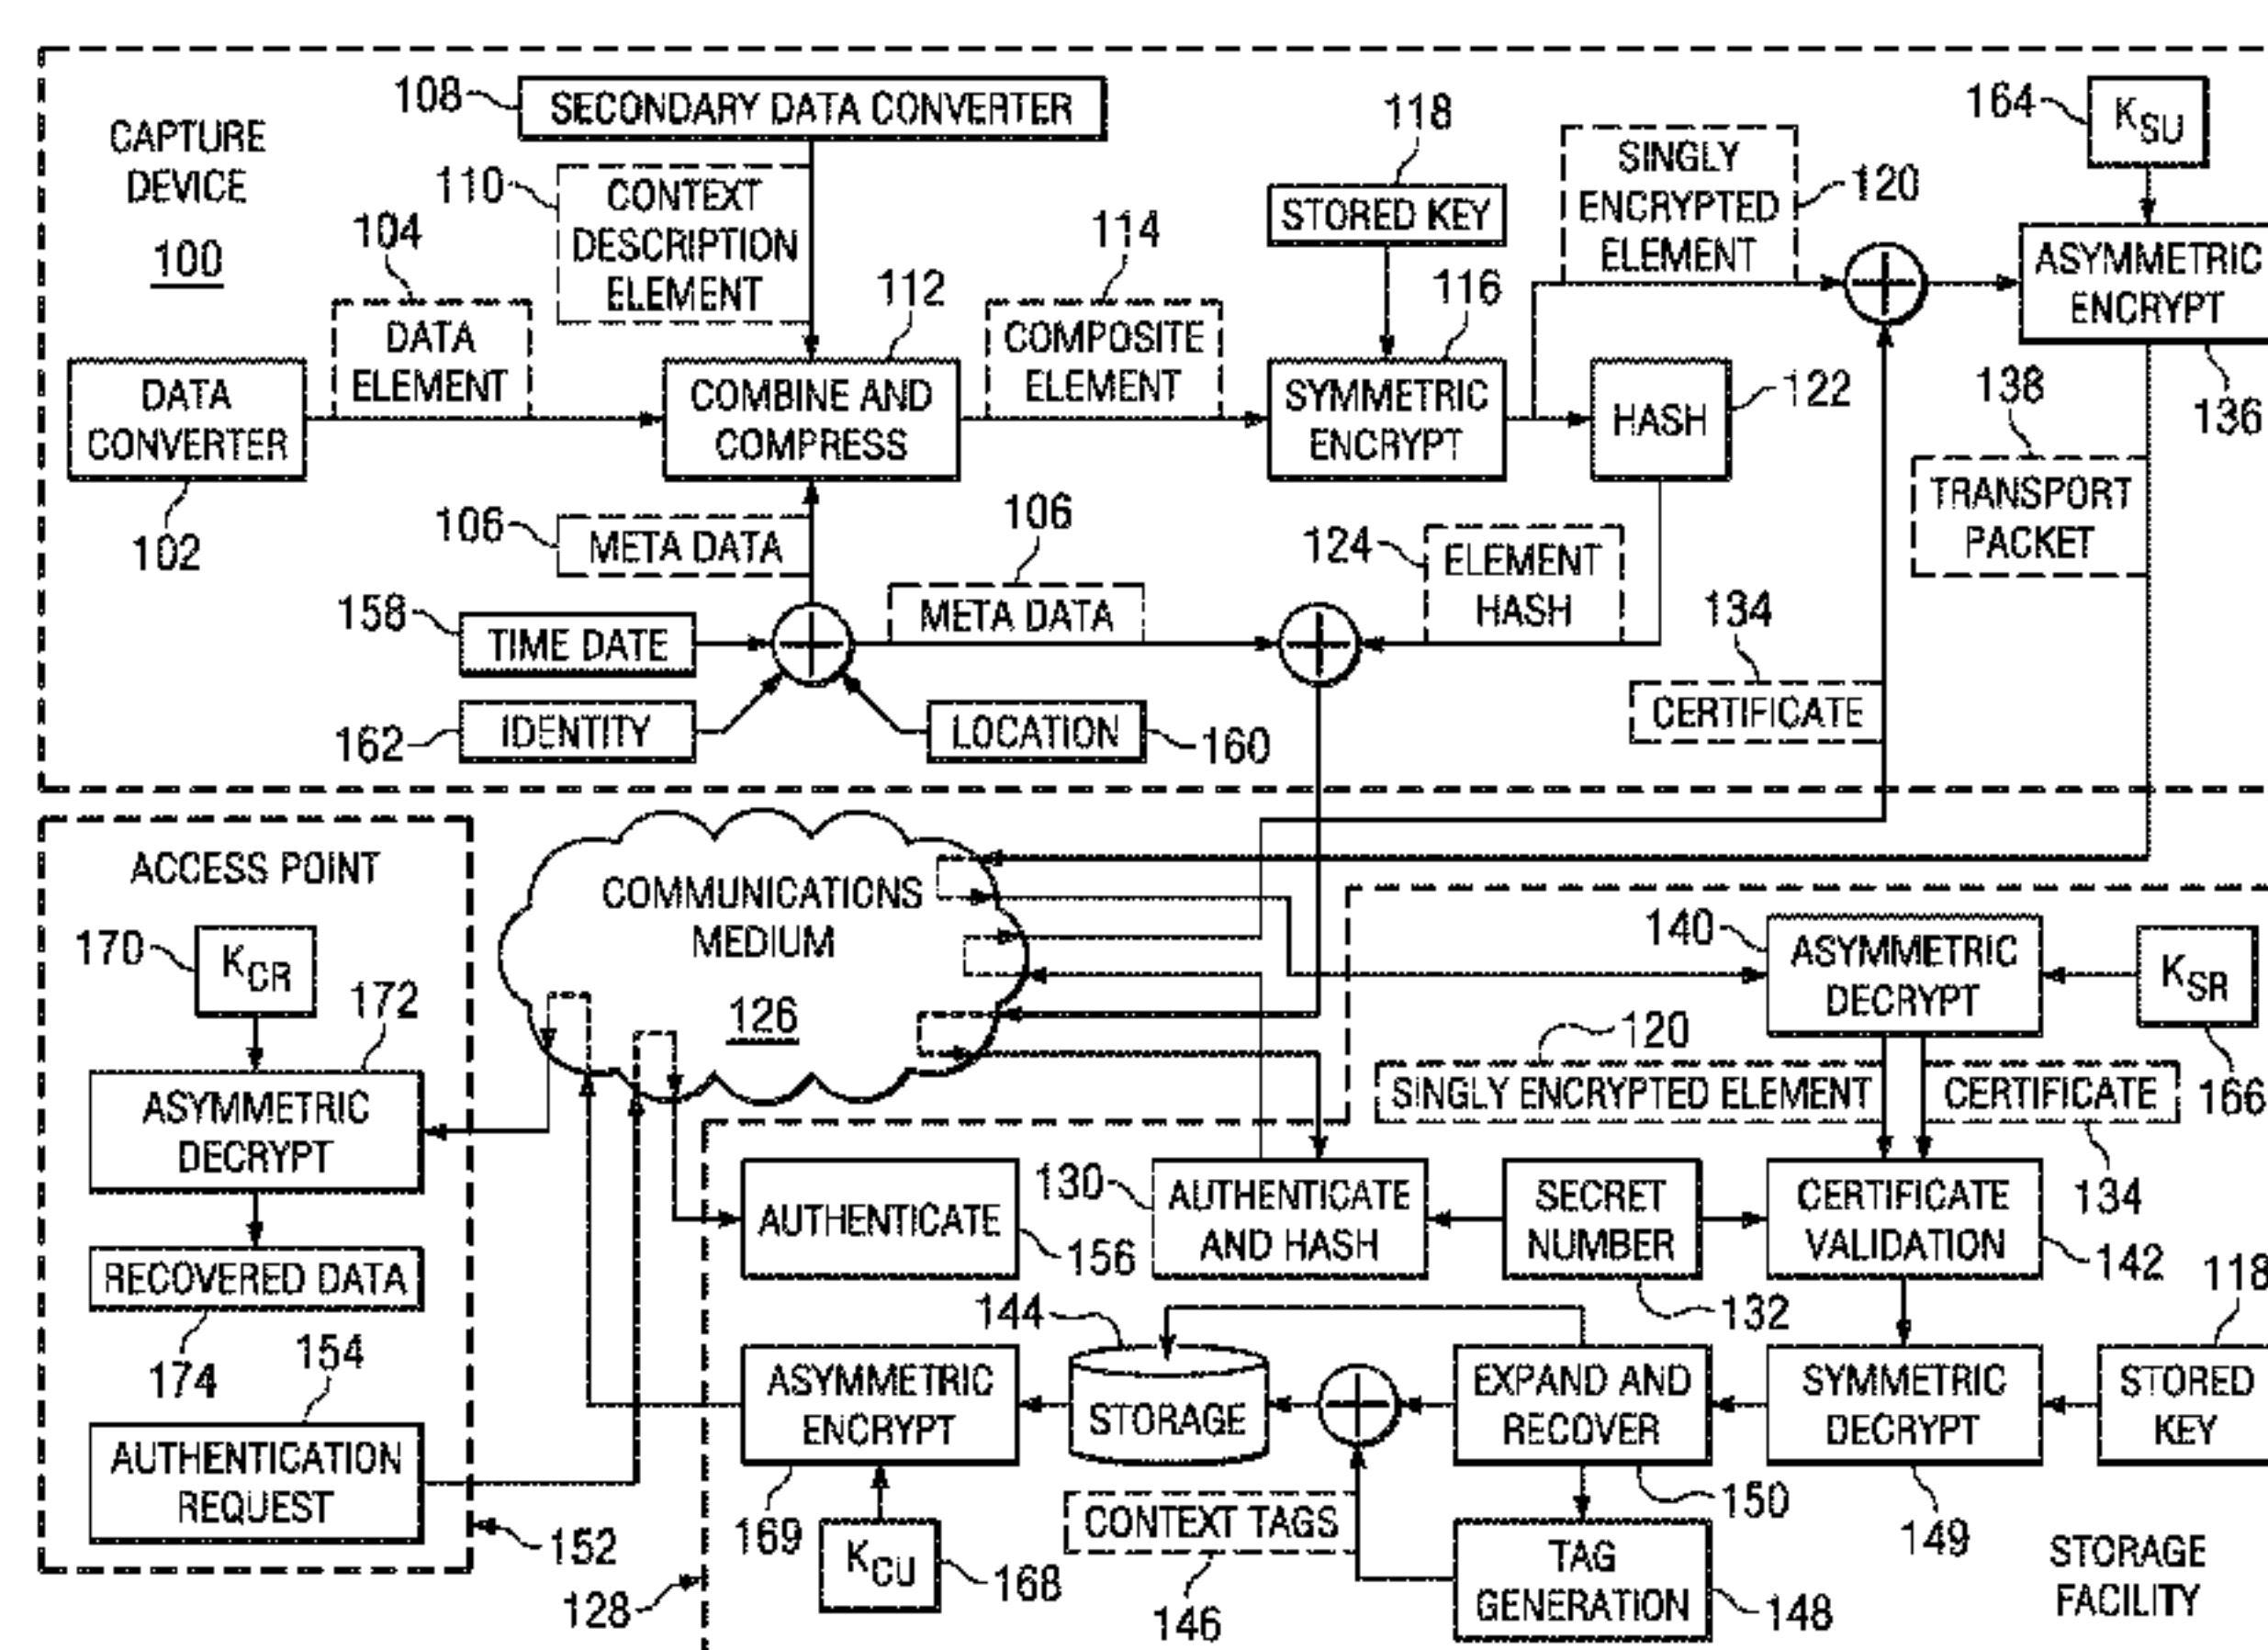 108
SECONDARY DATA CONVERTER
CAPTURE
DEVICE
100
110
CONTEXT
DESCRIPTION
ELEMENT
104
DATA
ELEMENT
112
114
COMPOSITE
ELEMENT
118
STORED KEY
116
SINGLY
ENCRYPTED
ELEMENT
120
164
KSU
ASYMMETRIC
ENCRYPT
136
DATA
CONVERTER
102
COMBINE AND
COMPRESS
SYMMETRIC
ENCRYPT
HASH
122
138
TRANSPORT
PACKET
106
META DATA
106
META DATA
124
ELEMENT
HASH
158
TIME DATE
134
CERTIFICATE
162
IDENTITY
LOCATION
160
ACCESS POINT
170
KCR
172
ASYMMETRIC
DECRYPT
RECOVERED DATA
174
154
AUTHENTICATION
REQUEST
152
COMMUNICATIONS
MEDIUM
126
140
ASYMMETRIC
DECRYPT
KSR
166
120
SINGLY ENCRYPTED ELEMENT
CERTIFICATE
134
AUTHENTICATE
156
130
AUTHENTICATE
AND HASH
SECRET
NUMBER
132
CERTIFICATE
VALIDATION
142
118
144
ASYMMETRIC
ENCRYPT
STORAGE
EXPAND AND
RECOVER
SYMMETRIC
DECRYPT
STORED
KEY
169
KCU
168
128
CONTEXT TAGS
146
150
TAG
GENERATION
148
149
STORAGE
FACILITY